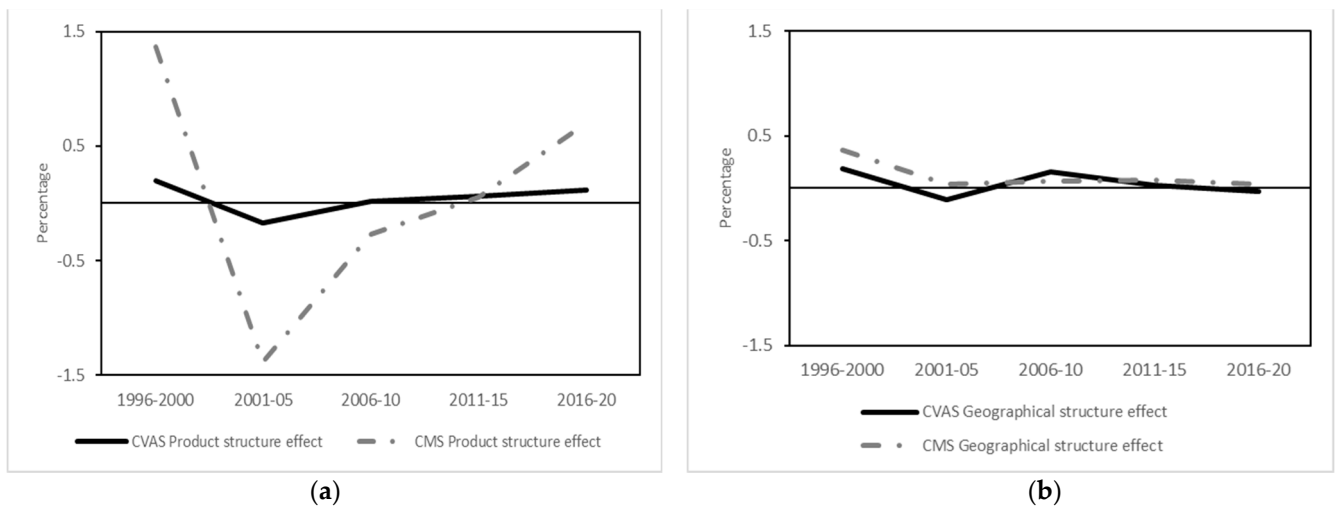 1.5
0.5
-0.5
-1.5
Percentage
1996-2000 2001-05 2006-10 2011-15 2016-20
CVAS Product structure effect CMS Product structure effect
(a)
1.5
0.5
-0.5
-1.5
Percentage
1996-2000 2001-05 2006-10 2011-15 2016-20
CVAS Geographical structure effect
CMS Geographical structure effect
(b)